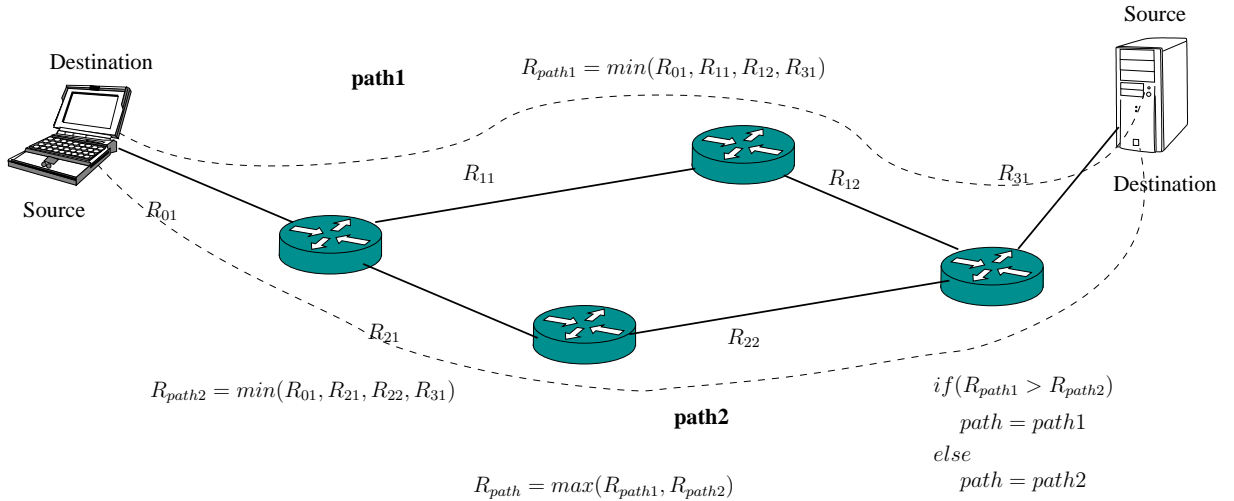 Source
Destination
path1
R_{path1} = min(R_{01}, R_{11}, R_{12}, R_{31})
R_{11}
R_{12}
R_{31}
Destination
Source
R_{01}
R_{21}
R_{22}
R_{path2} = min(R_{01}, R_{21}, R_{22}, R_{31})
path2
if(R_{path1} > R_{path2})
path = path1
else
path = path2
R_{path} = max(R_{path1}, R_{path2})